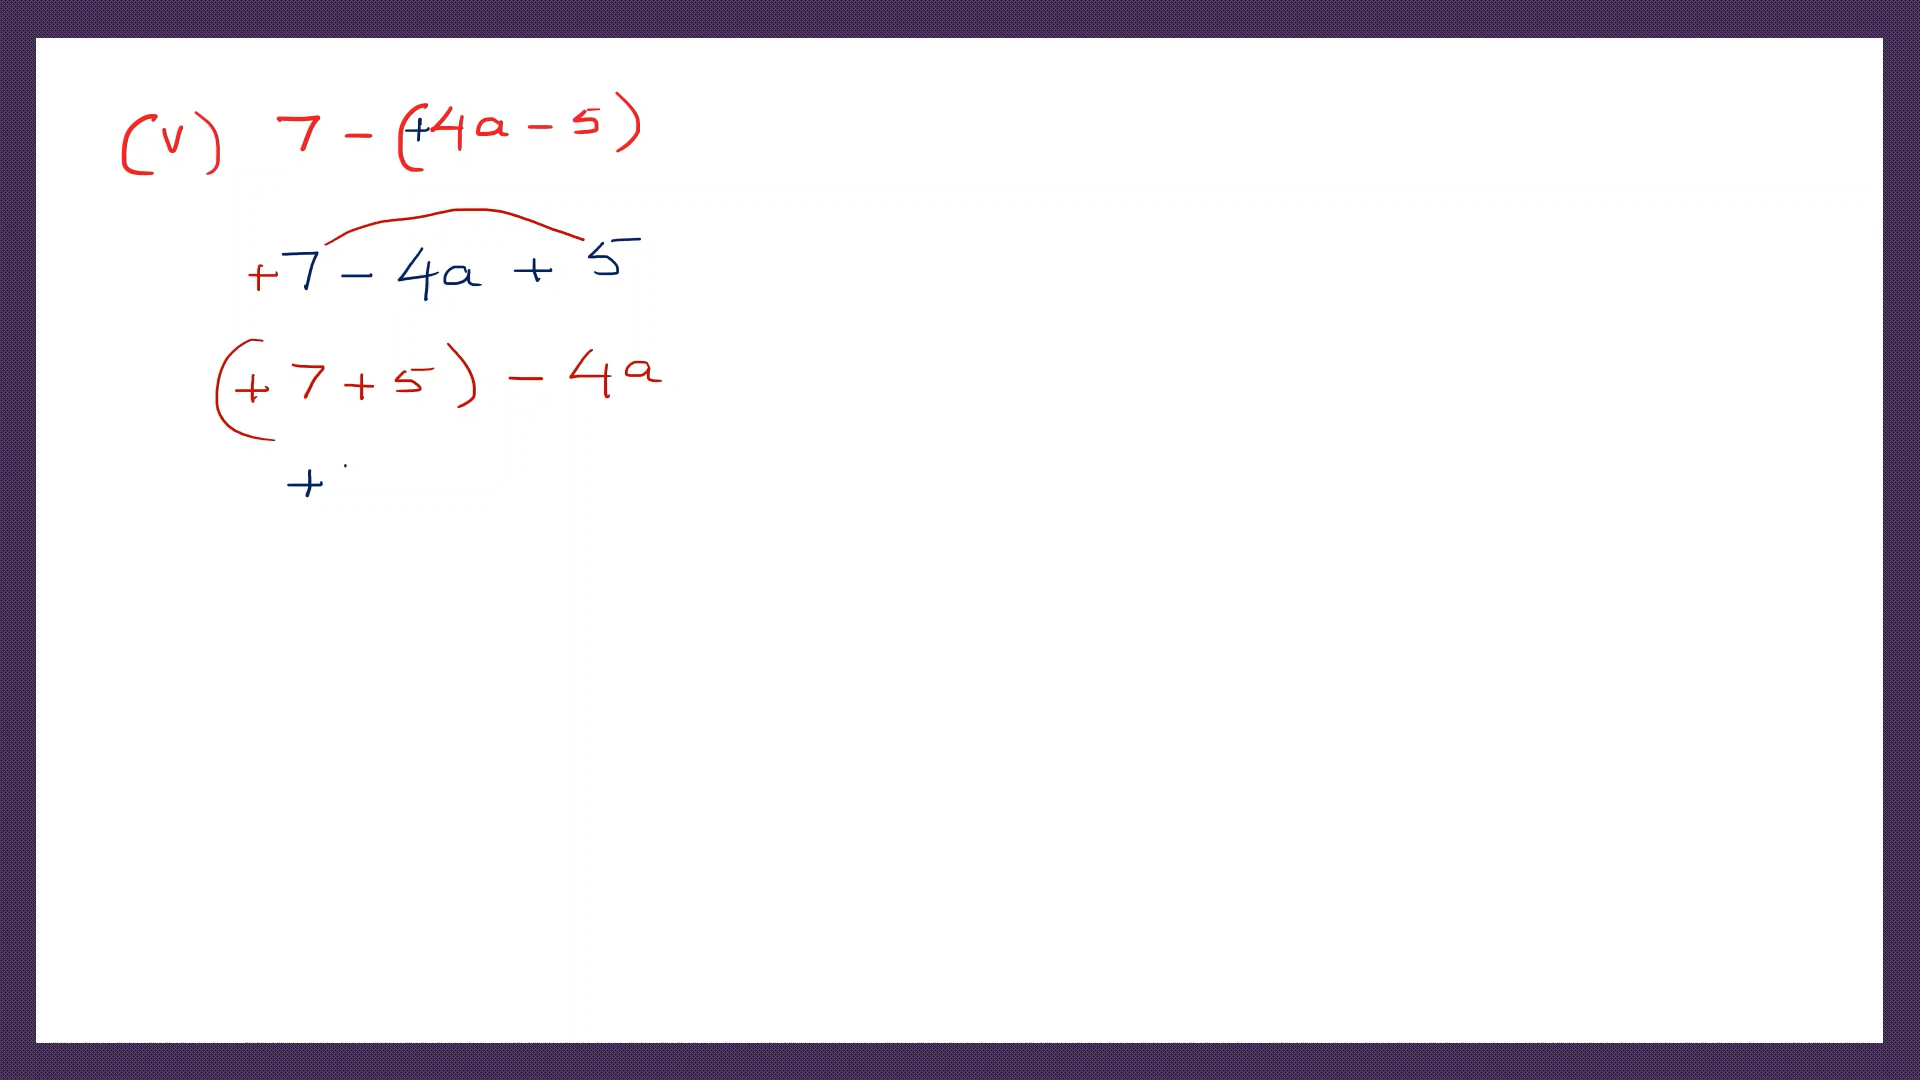 (v) 7 - (+4a - 5)
+7 - 4a + 5
(+ 7 + 5) - 4a
+